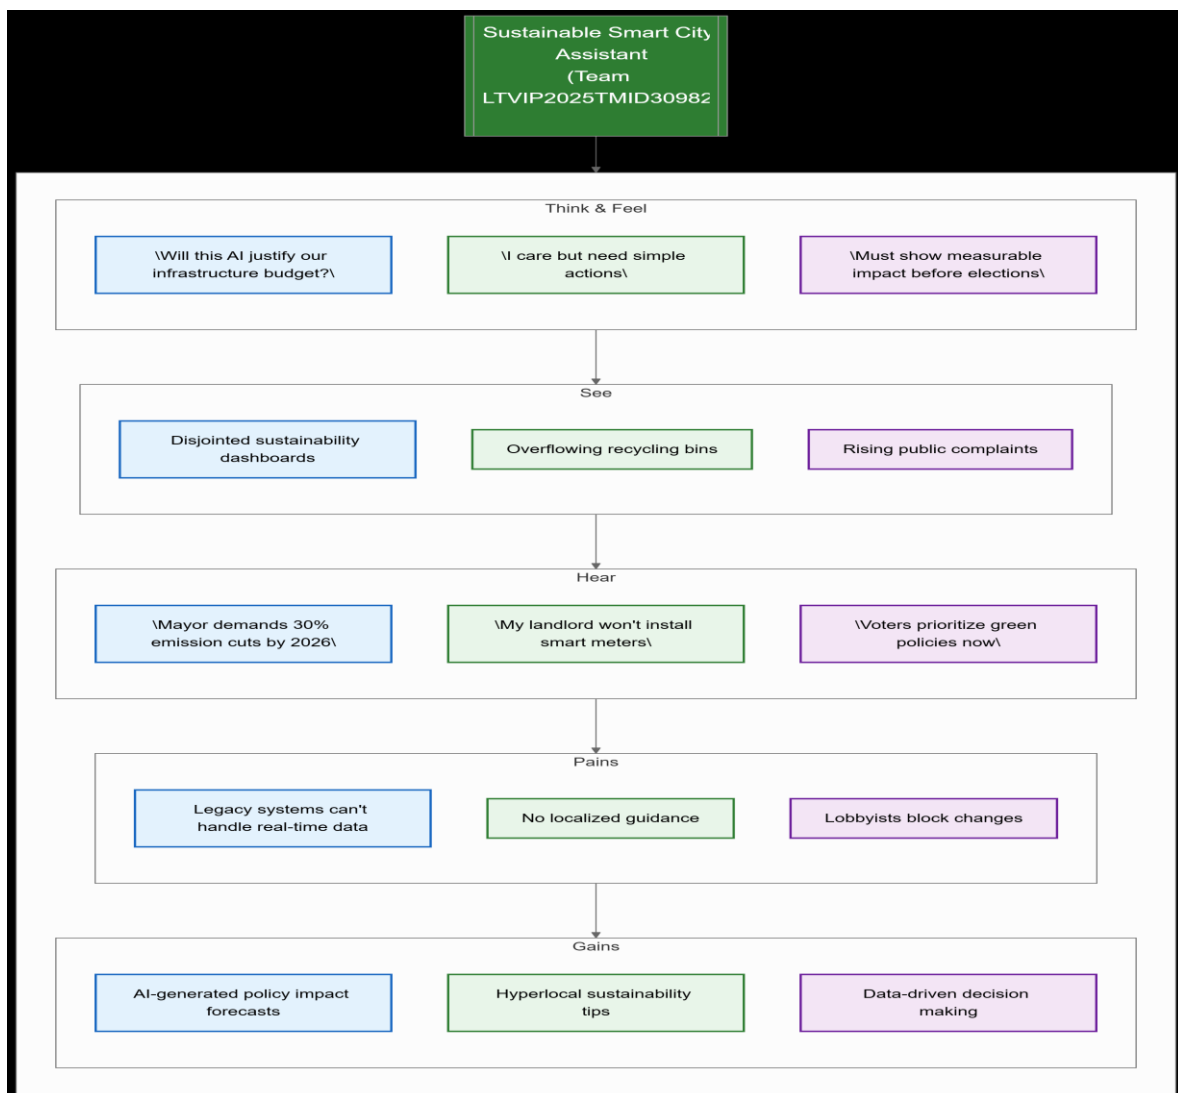 Sustainable Smart City
Assistant
(Team
LTVIP2025TMID30982
Think & Feel
\Will this AI justify our
infrastructure budget?\
\I care but need simple
actions\
\Must show measurable
impact before elections\
See
Disjointed sustainability
dashboards
Overflowing recycling bins
Rising public complaints
Hear
\Mayor demands 30%
emission cuts by 2026\
\My landlord won't install
smart meters\
\Voters prioritize green
policies now\
Pains
Legacy systems can't
handle real-time data
No localized guidance
Lobbyists block changes
Gains
AI-generated policy impact
forecasts
Hyperlocal sustainability
tips
Data-driven decision
making